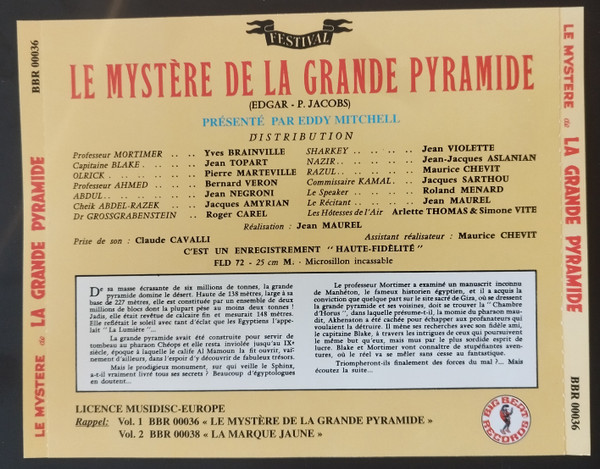 FESTIVAL
LE MYSTÈRE DE LA GRANDE PYRAMIDE
(EDGAR - P. JACOBS)
PRÉSENTÉ PAR EDDY MITCHELL
DISTRIBUTION
Professeur MORTIMER .. .. Yves BRAINVILLE
Capitaine BLAKE . .. .. .. Jean TOPART
OLRICK .. .. .. .. .. Pierre MARTEVILLE
Professeur AHMED .. .. .. Bernard VERON
ABDUL .. .. .. .. .. Jean NEGRONI
Cheik ABDEL-RAZEK .. .. Jacques AMYRIAN
Dr GROSSGRABENSTEIN .. Roger CAREL
SHARKEY .. .. .. .. Jean VIOLETTE
NAZIR .. .. .. .. .. Jean-Jacques ASLANIAN
RAZUL .. .. .. .. .. Maurice CHEVIT
Commissaire KAMAL . .. Jacques SARTHOU
Le Speaker .. .. .. .. Roland MENARD
Le Récitant .. .. .. .. Jean MAUREL
Les Hôtesses de l'Air Arlette THOMAS & Simone VITE
Réalisation : Jean MAUREL
Prise de son : Claude CAVALLI
Assistant réalisateur : Maurice CHEVIT
C'EST UN ENREGISTREMENT "HAUTE-FIDÉLITÉ"
FLD 72 - 25 cm M. - Microsillon incassable
De sa masse écrasante de six millions de tonnes, la grande
pyramide domine le désert. Haute de 138 mètres, large à sa
base de 227 mètres, elle est constituée par un ensemble de deux
millions de blocs dont la plupart pèse au moins deux tonnes !
Jadis, elle était revêtue de calcaire fin et mesurait 148 mètres.
Elle reflétait le soleil avec tant d'éclat que les Egyptiens l'appe-
lait " La Lumière "...
La grande pyramide avait été construite pour servir de
tombeau au pharaon Chéops et elle resta inviolée jusqu'au IXe
siècle, époque à laquelle le calife Al Mamoun la fit ouvrir, vai-
nement d'ailleurs, dans l'espoir d'y découvrir de fabuleux trésors.
Mais le prodigieux monument, sur qui veille le Sphinx,
a-t-il vraiment livré tous ses secrets ? Beaucoup d'égyptologues
en doutent...
Le professeur Mortimer a examiné un manuscrit inconnu
de Manhéton, le fameux historien égyptien, et il a acquis la
conviction que quelque part sur le site sacré de Giza, où se dressent
la grande pyramide et ses voisines, doit se trouver la " Chambre
d'Horus ", dans laquelle présume-t-il, la momie du pharaon maudit,
Akhenaton a été cachée pour échapper aux profanateurs qui
voulaient la détruire. Il mène ses recherches avec son fidèle ami,
le capitaine Blake, à travers les intrigues de ceux qui poursuivent
le même but qu'eux, mais mus par le plus sordide esprit de
lucre. Blake et Mortimer vont connaître de stupéfiantes aventures,
où le réel va se mêler sans cesse au fantastique.
Triompheront-ils finalement des forces du mal ?... Mais
écoutez la suite...
LICENCE MUSIDISC-EUROPE
Rappel: Vol. 1 BBR 00036 « LE MYSTÈRE DE LA GRANDE PYRAMIDE »
Vol. 2 BBR 00038 « LA MARQUE JAUNE »
BIG BEAT
RECORDS
BBR 00036
LE MYSTERE de LA GRANDE PYRAMIDE
LE MYSTERE de LA GRANDE PYRAMIDE
BBR 00036